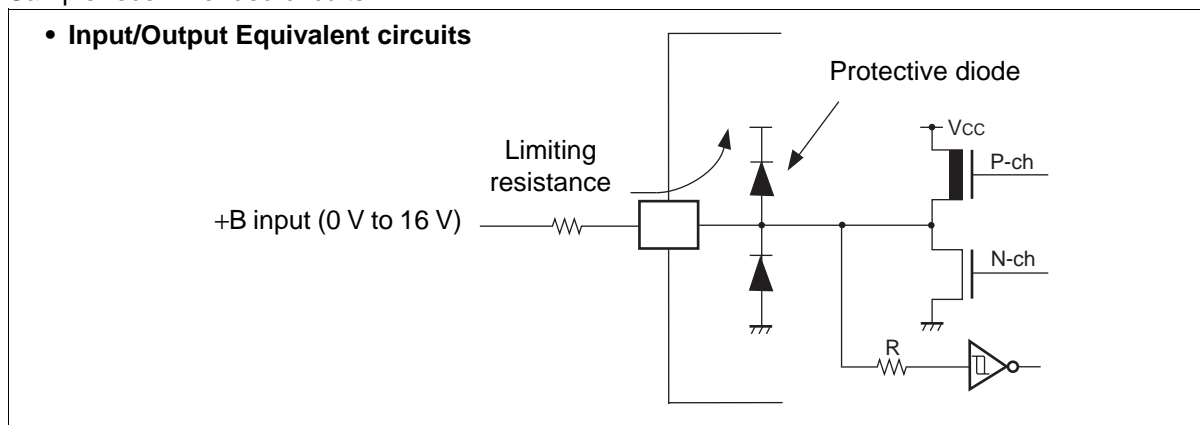 • Input/Output Equivalent circuits
Protective diode
Limiting
resistance
VCC
P-ch
+B input (0 V to 16 V)
N-ch
R